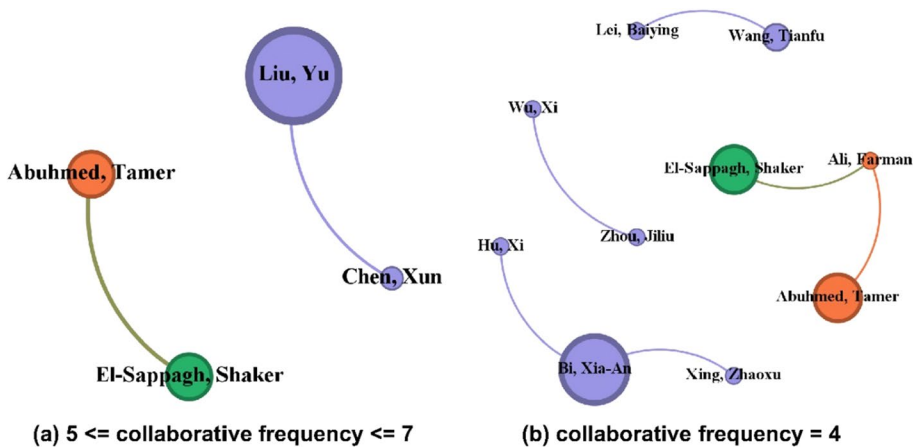 Liu, Yu
Abuhmed, Tamer
Chen, Xun
El-Sappagh, Shaker
(a) 5 <= collaborative frequency <= 7
Lei, Baiying
Wang, Tianfu
Wu, Xi
El-Sappagh, Shaker
Ali, Farman
Zhou, Jiliu
Hu, Xi
Abuhmed, Tamer
Bi, Xia-An
Xing, Zhaoxu
(b) collaborative frequency = 4